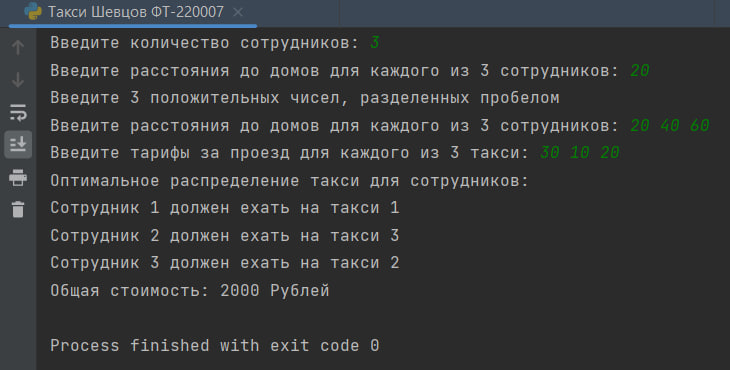 Такси Шевцов ФТ-220007
Введите количество сотрудников: 3
Введите расстояния до домов для каждого из 3 сотрудников: 20
Введите 3 положительных чисел, разделенных пробелом
Введите расстояния до домов для каждого из 3 сотрудников: 20 40 60
Введите тарифы за проезд для каждого из 3 такси: 30 10 20
Оптимальное распределение такси для сотрудников:
Сотрудник 1 должен ехать на такси 1
Сотрудник 2 должен ехать на такси 3
Сотрудник 3 должен ехать на такси 2
Общая стоимость: 2000 Рублей
Process finished with exit code 0